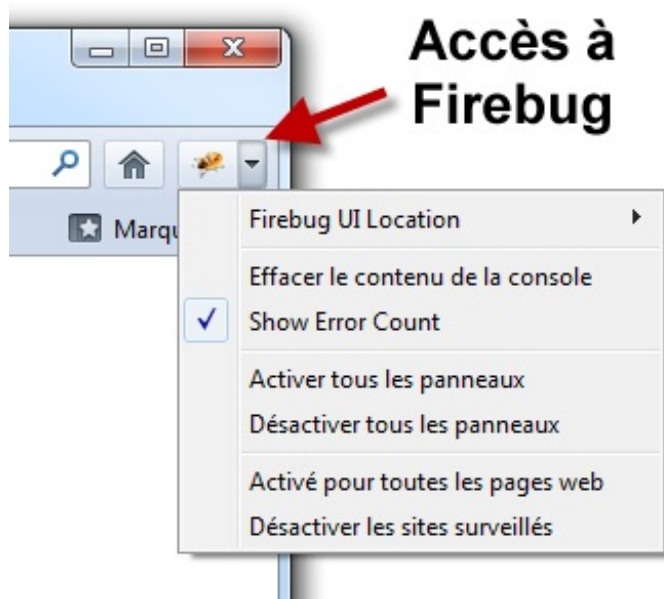 Accès à
Firebug
Marqu
Firebug UI Location
Effacer le contenu de la console
Show Error Count
Activer tous les panneaux
Désactiver tous les panneaux
Activé pour toutes les pages web
Désactiver les sites surveillés